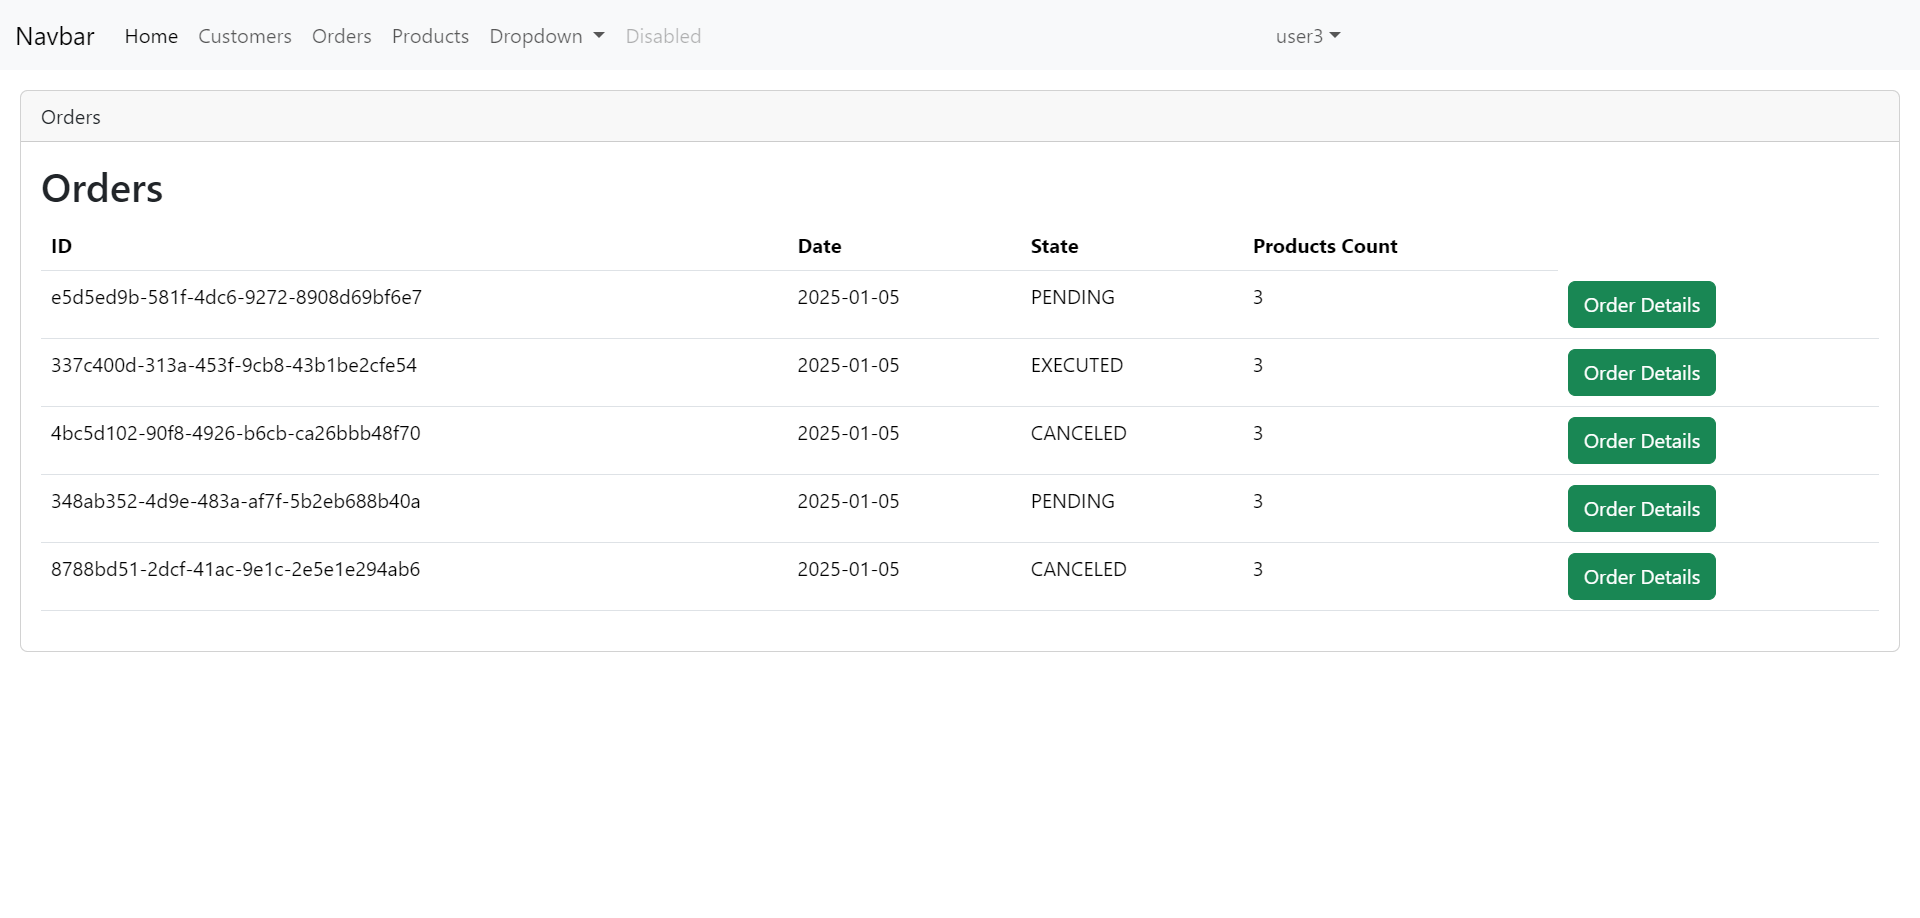 Navbar Home Customers Orders Products Dropdown Disabled user3
Orders
Orders
ID Date State Products Count
e5d5ed9b-581f-4dc6-9272-8908d69bf6e7 2025-01-05 PENDING 3 Order Details
337c400d-313a-453f-9cb8-43b1be2cfe54 2025-01-05 EXECUTED 3 Order Details
4bc5d102-90f8-4926-b6cb-ca26bbb48f70 2025-01-05 CANCELED 3 Order Details
348ab352-4d9e-483a-af7f-5b2eb688b40a 2025-01-05 PENDING 3 Order Details
8788bd51-2dcf-41ac-9e1c-2e5e1e294ab6 2025-01-05 CANCELED 3 Order Details